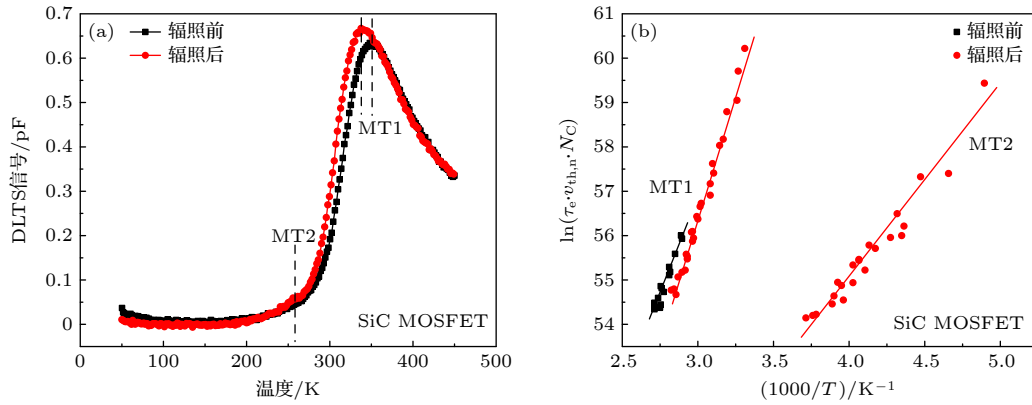 (a)
辐照前
辐照后
MT1
MT2
SiC MOSFET
0.7
0.6
0.5
0.4
0.3
0.2
0.1
0
DLTS信号/pF
0 100 200 300 400 500
温度/K
(b)
辐照前
辐照后
MT1
MT2
SiC MOSFET
61
60
59
58
57
56
55
54
ln(τe·vth,n·NC)
2.5 3.0 3.5 4.0 4.5 5.0
(1000/T)/K−1